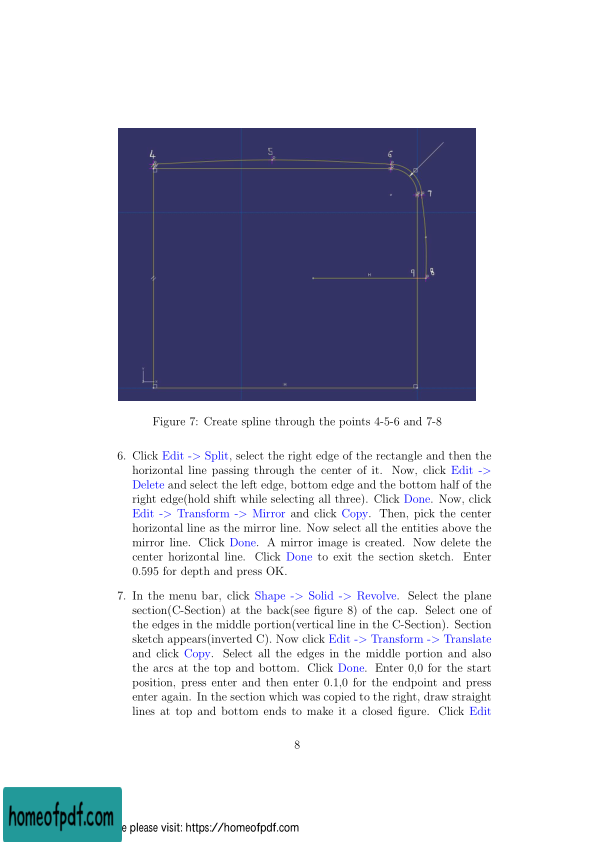 4
5
6
7
9
8
Figure 7: Create spline through the points 4-5-6 and 7-8
6. Click Edit -> Split, select the right edge of the rectangle and then the
horizontal line passing through the center of it. Now, click Edit ->
Delete and select the left edge, bottom edge and the bottom half of the
right edge(hold shift while selecting all three). Click Done. Now, click
Edit -> Transform -> Mirror and click Copy. Then, pick the center
horizontal line as the mirror line. Now select all the entities above the
mirror line. Click Done. A mirror image is created. Now delete the
center horizontal line. Click Done to exit the section sketch. Enter
0.595 for depth and press OK.
7. In the menu bar, click Shape -> Solid -> Revolve. Select the plane
section(C-Section) at the back(see figure 8) of the cap. Select one of
the edges in the middle portion(vertical line in the C-Section). Section
sketch appears(inverted C). Now click Edit -> Transform -> Translate
and click Copy. Select all the edges in the middle portion and also
the arcs at the top and bottom. Click Done. Enter 0,0 for the start
position, press enter and then enter 0.1,0 for the endpoint and press
enter again. In the section which was copied to the right, draw straight
lines at top and bottom ends to make it a closed figure. Click Edit
8
homeofpdf.com
e please visit: https://homeofpdf.com